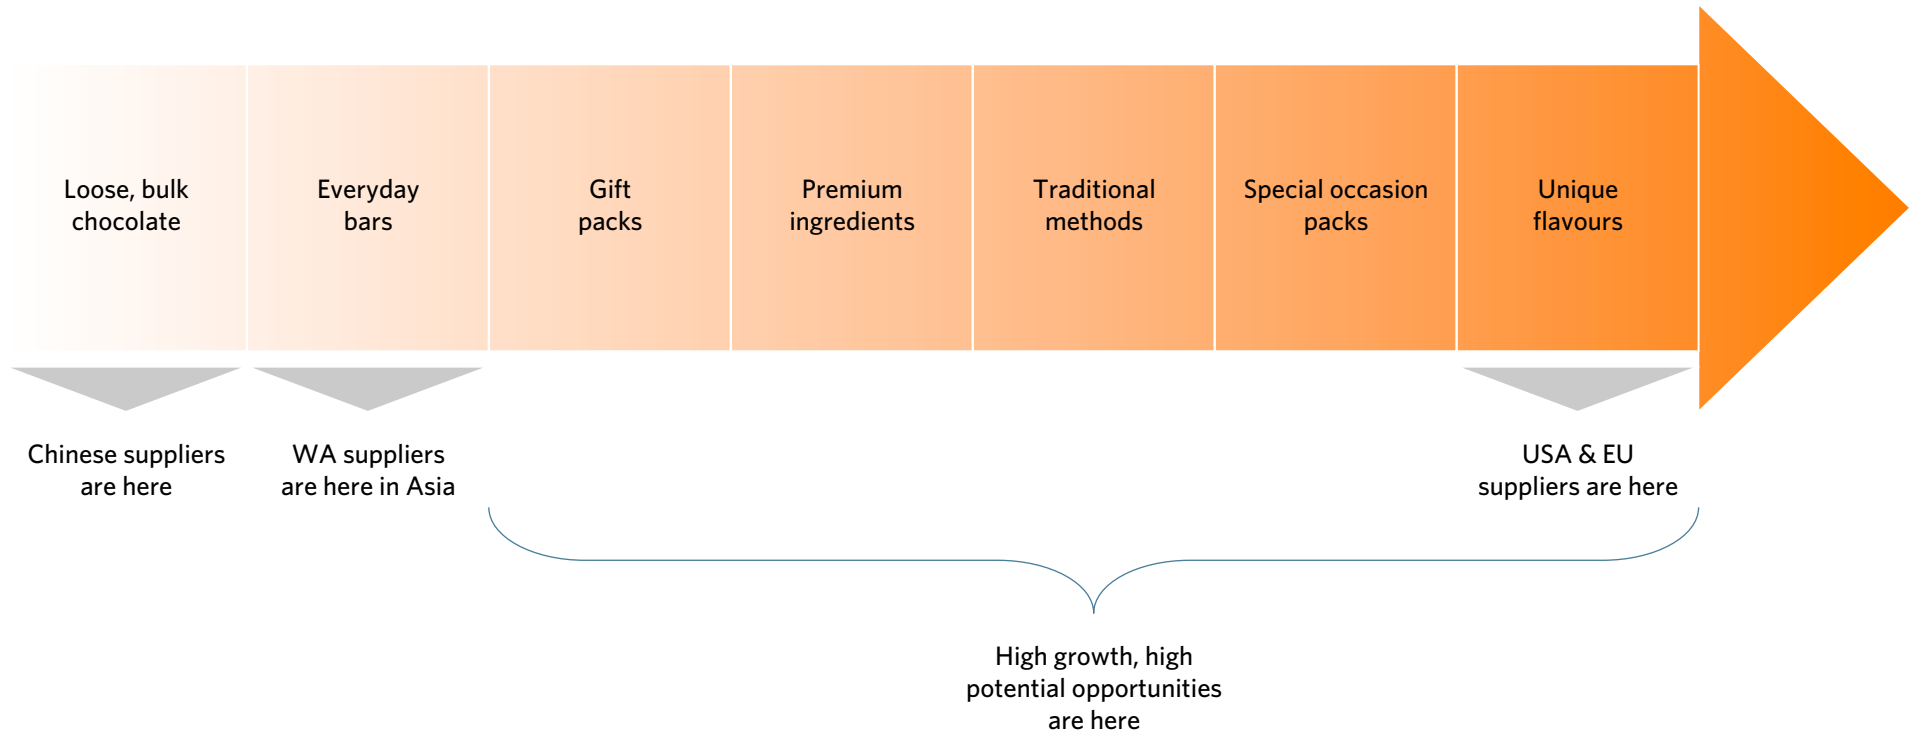 Loose, bulk
chocolate
Everyday
bars
Gift
packs
Premium
ingredients
Traditional
methods
Special occasion
packs
Unique
flavours
Chinese suppliers
are here
WA suppliers
are here in Asia
USA & EU
suppliers are here
High growth, high
potential opportunities
are here